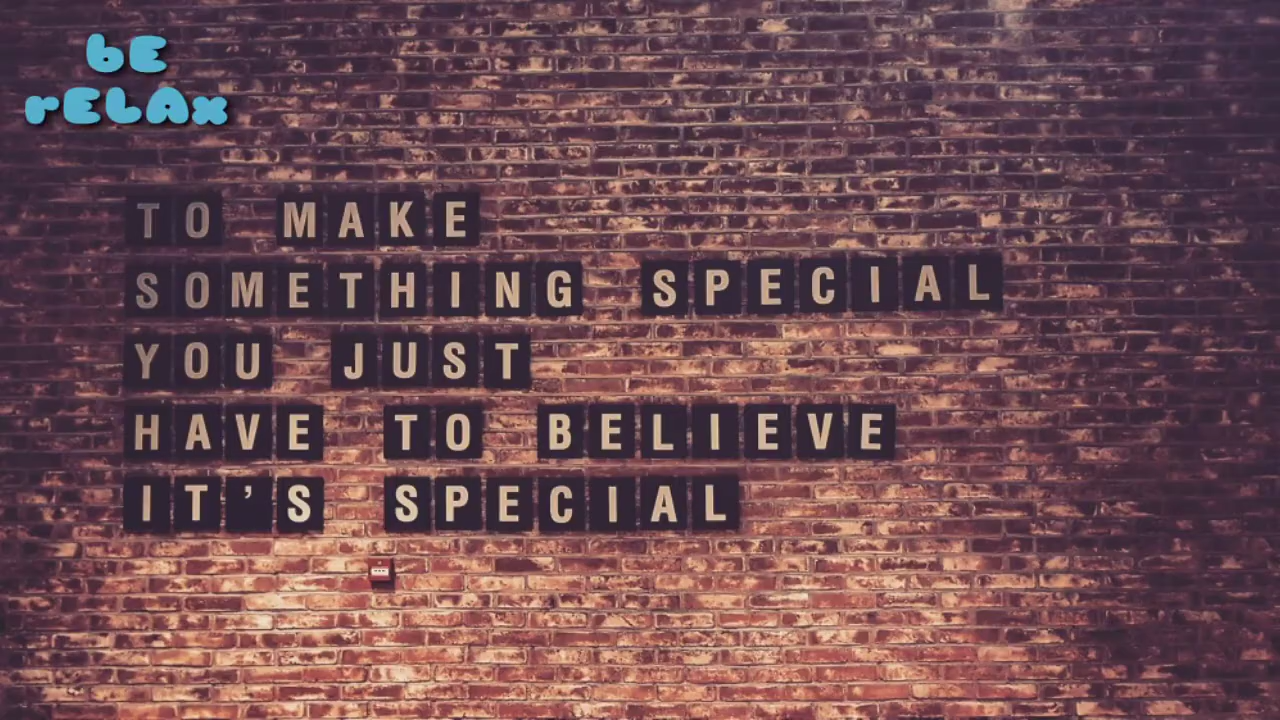 bE
rELAx
TO MAKE
SOMETHING SPECIAL
YOU JUST
HAVE TO BELIEVE
IT'S SPECIAL